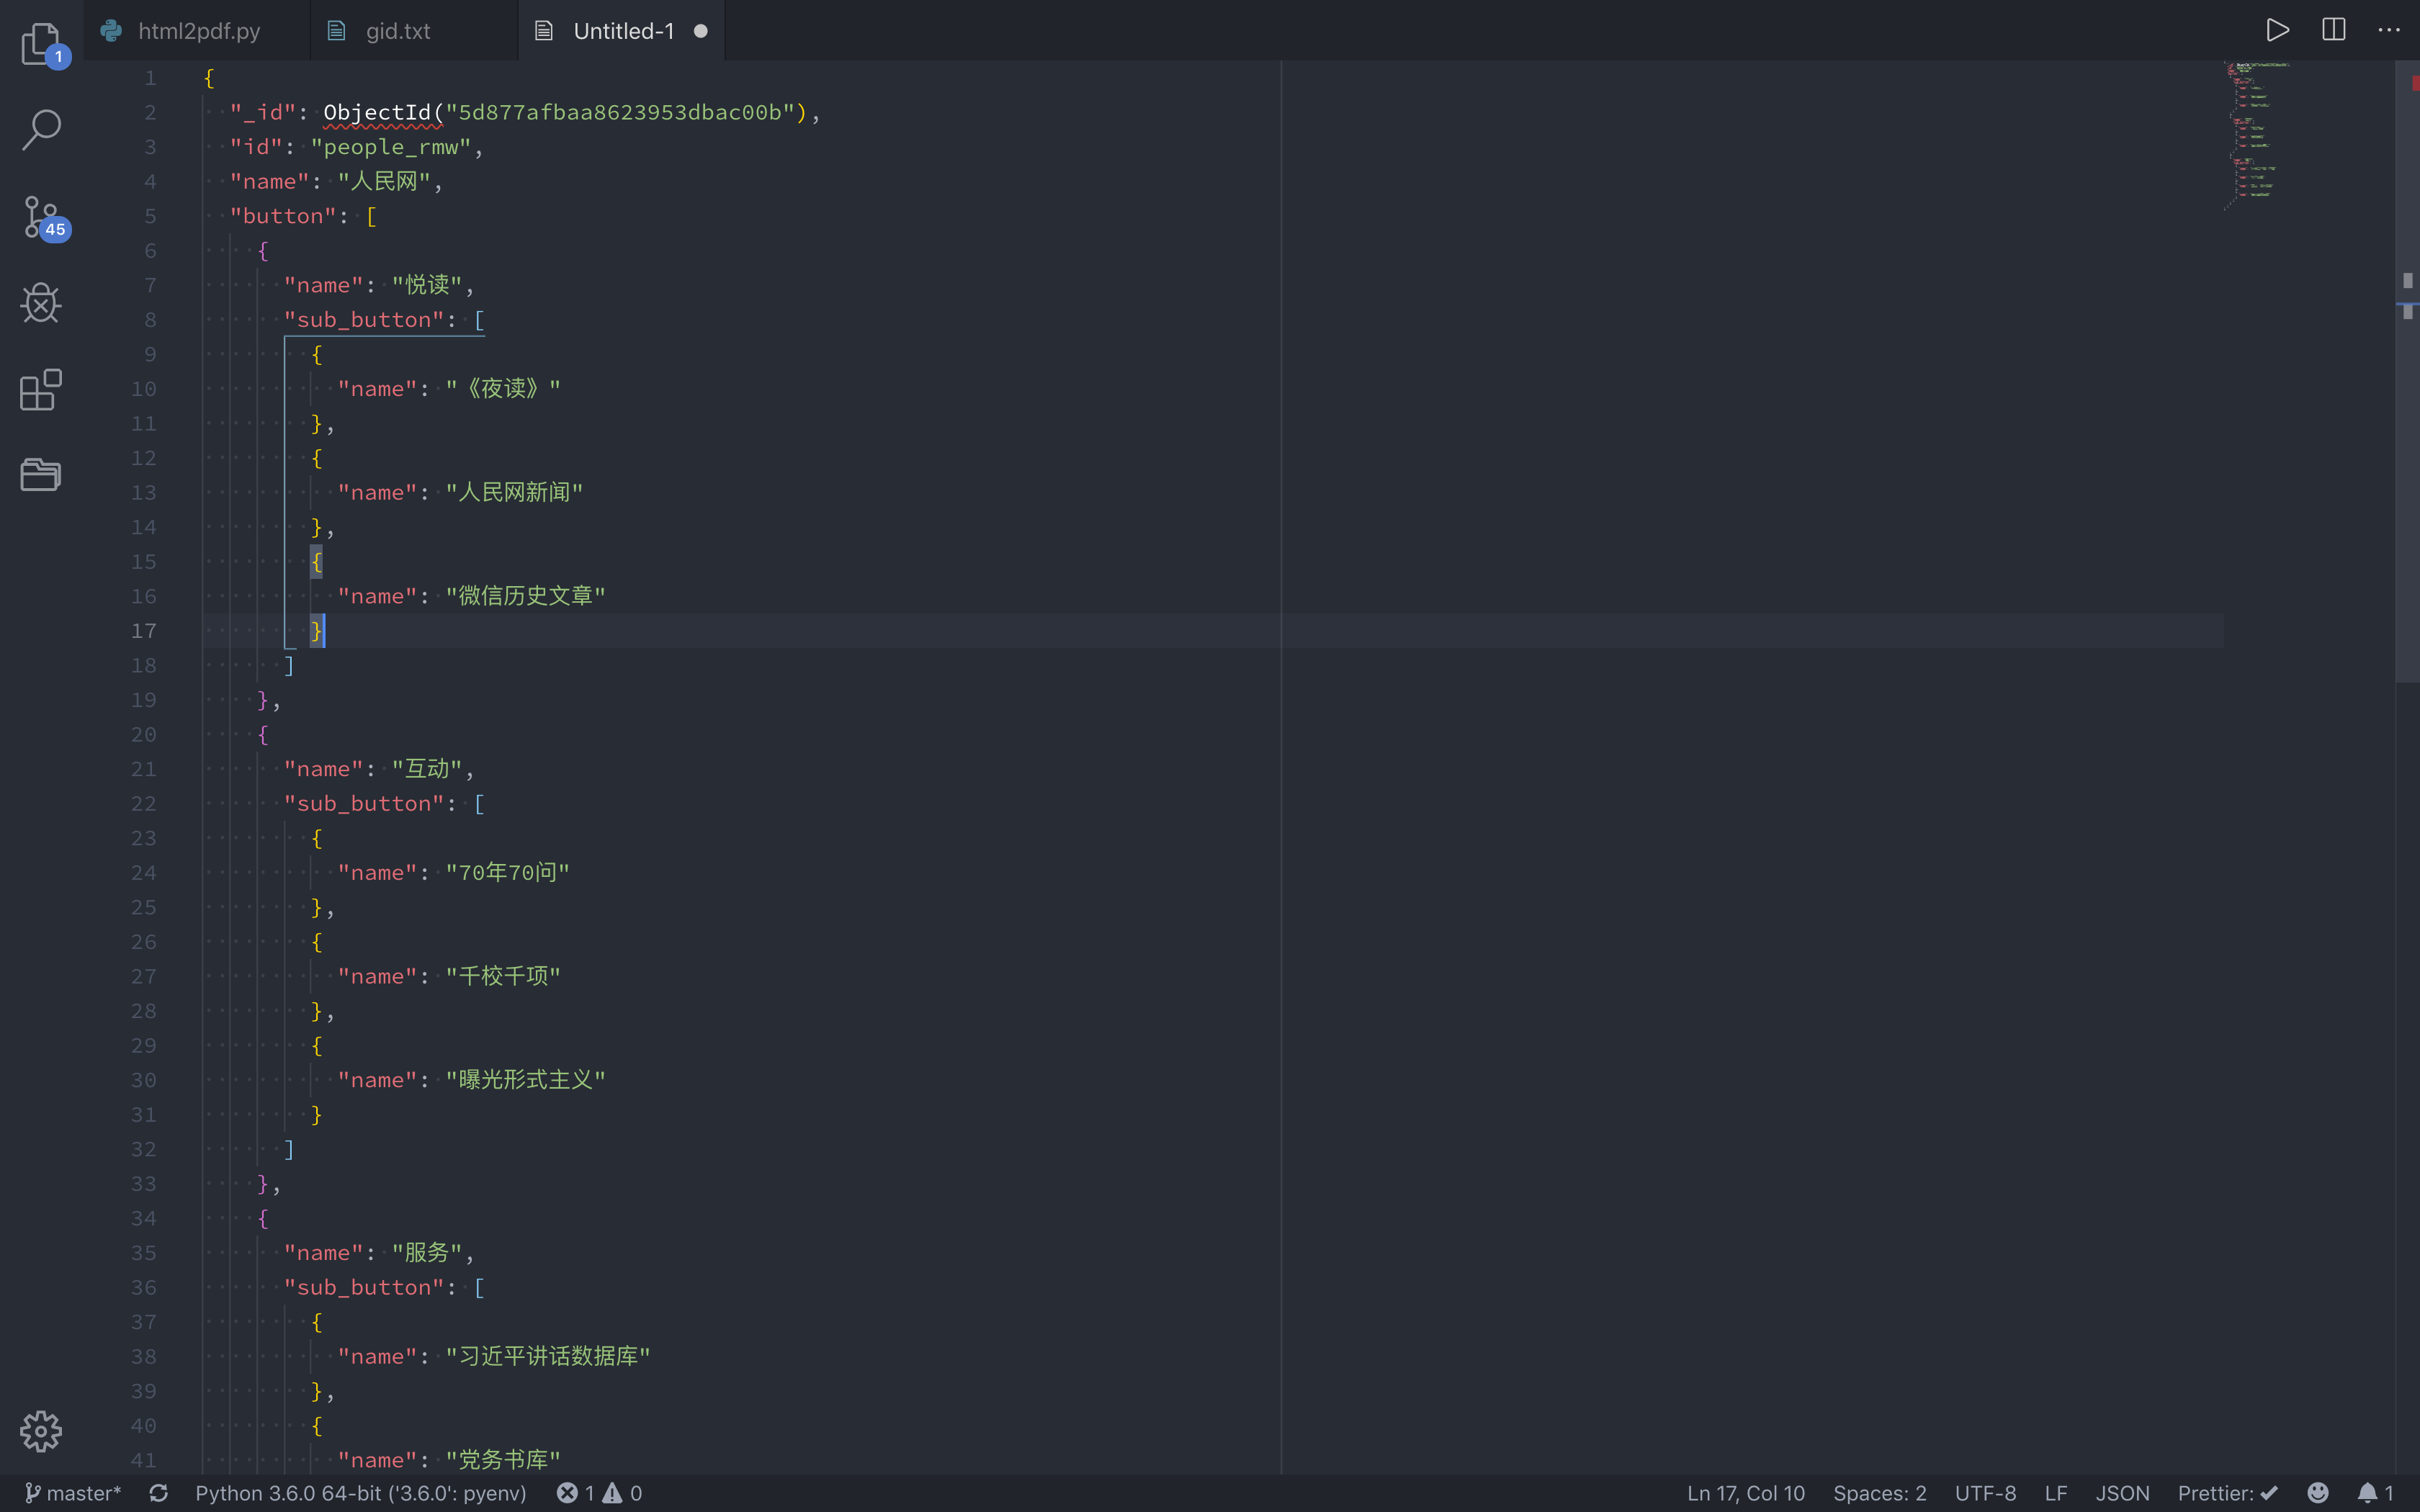 html2pdf.py
gid.txt
Untitled-1
1
45
1 {
2 "_id": ObjectId("5d877afbaa8623953dbac00b"),
3 "id": "people_rmw",
4 "name": "人民网",
5 "button": [
6 {
7 "name": "悦读",
8 "sub_button": [
9 {
10 "name": "《夜读》"
11 },
12 {
13 "name": "人民网新闻"
14 },
15 {
16 "name": "微信历史文章"
17 }
18 ]
19 },
20 {
21 "name": "互动",
22 "sub_button": [
23 {
24 "name": "70年70问"
25 },
26 {
27 "name": "千校千项"
28 },
29 {
30 "name": "曝光形式主义"
31 }
32 ]
33 },
34 {
35 "name": "服务",
36 "sub_button": [
37 {
38 "name": "习近平讲话数据库"
39 },
40 {
41 "name": "党务书库"
master* Python 3.6.0 64-bit ('3.6.0': pyenv) 1 0 Ln 17, Col 10 Spaces: 2 UTF-8 LF JSON Prettier: ✓ 1